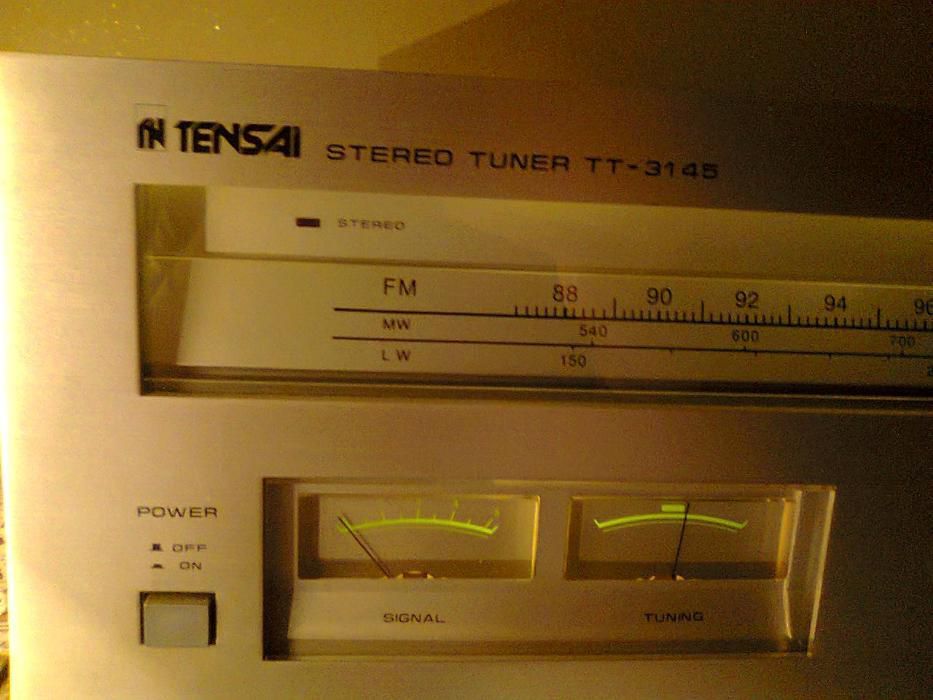 TENSAI STEREO TUNER TT-3145
STEREO
FM 88 90 92 94 96
MW 540 600 700
LW 150
POWER
OFF
ON
SIGNAL TUNING